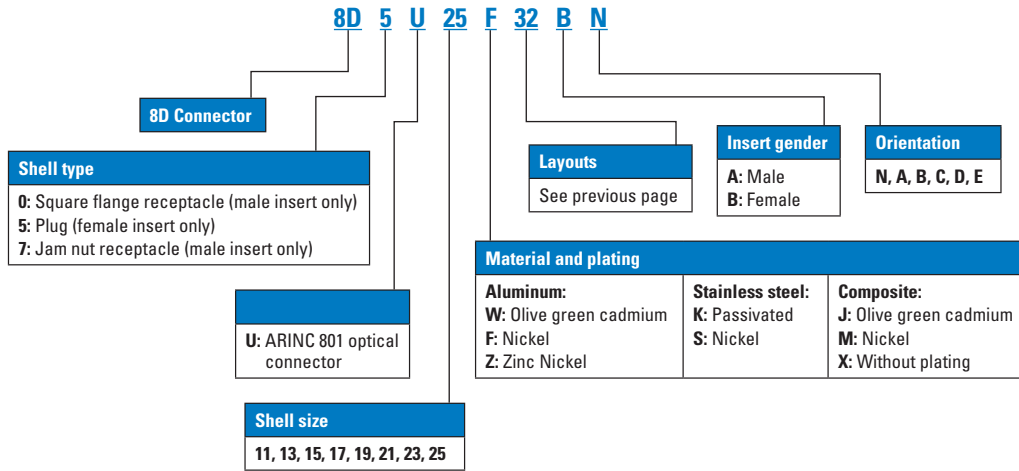 8D 5 U 25 F 32 B N
8D Connector
Shell type
0: Square flange receptacle (male insert only)
5: Plug (female insert only)
7: Jam nut receptacle (male insert only)
U: ARINC 801 optical
connector
Shell size
11, 13, 15, 17, 19, 21, 23, 25
Layouts
See previous page
Insert gender
A: Male
B: Female
Orientation
N, A, B, C, D, E
Material and plating
Aluminum:
W: Olive green cadmium
F: Nickel
Z: Zinc Nickel
Stainless steel:
K: Passivated
S: Nickel
Composite:
J: Olive green cadmium
M: Nickel
X: Without plating